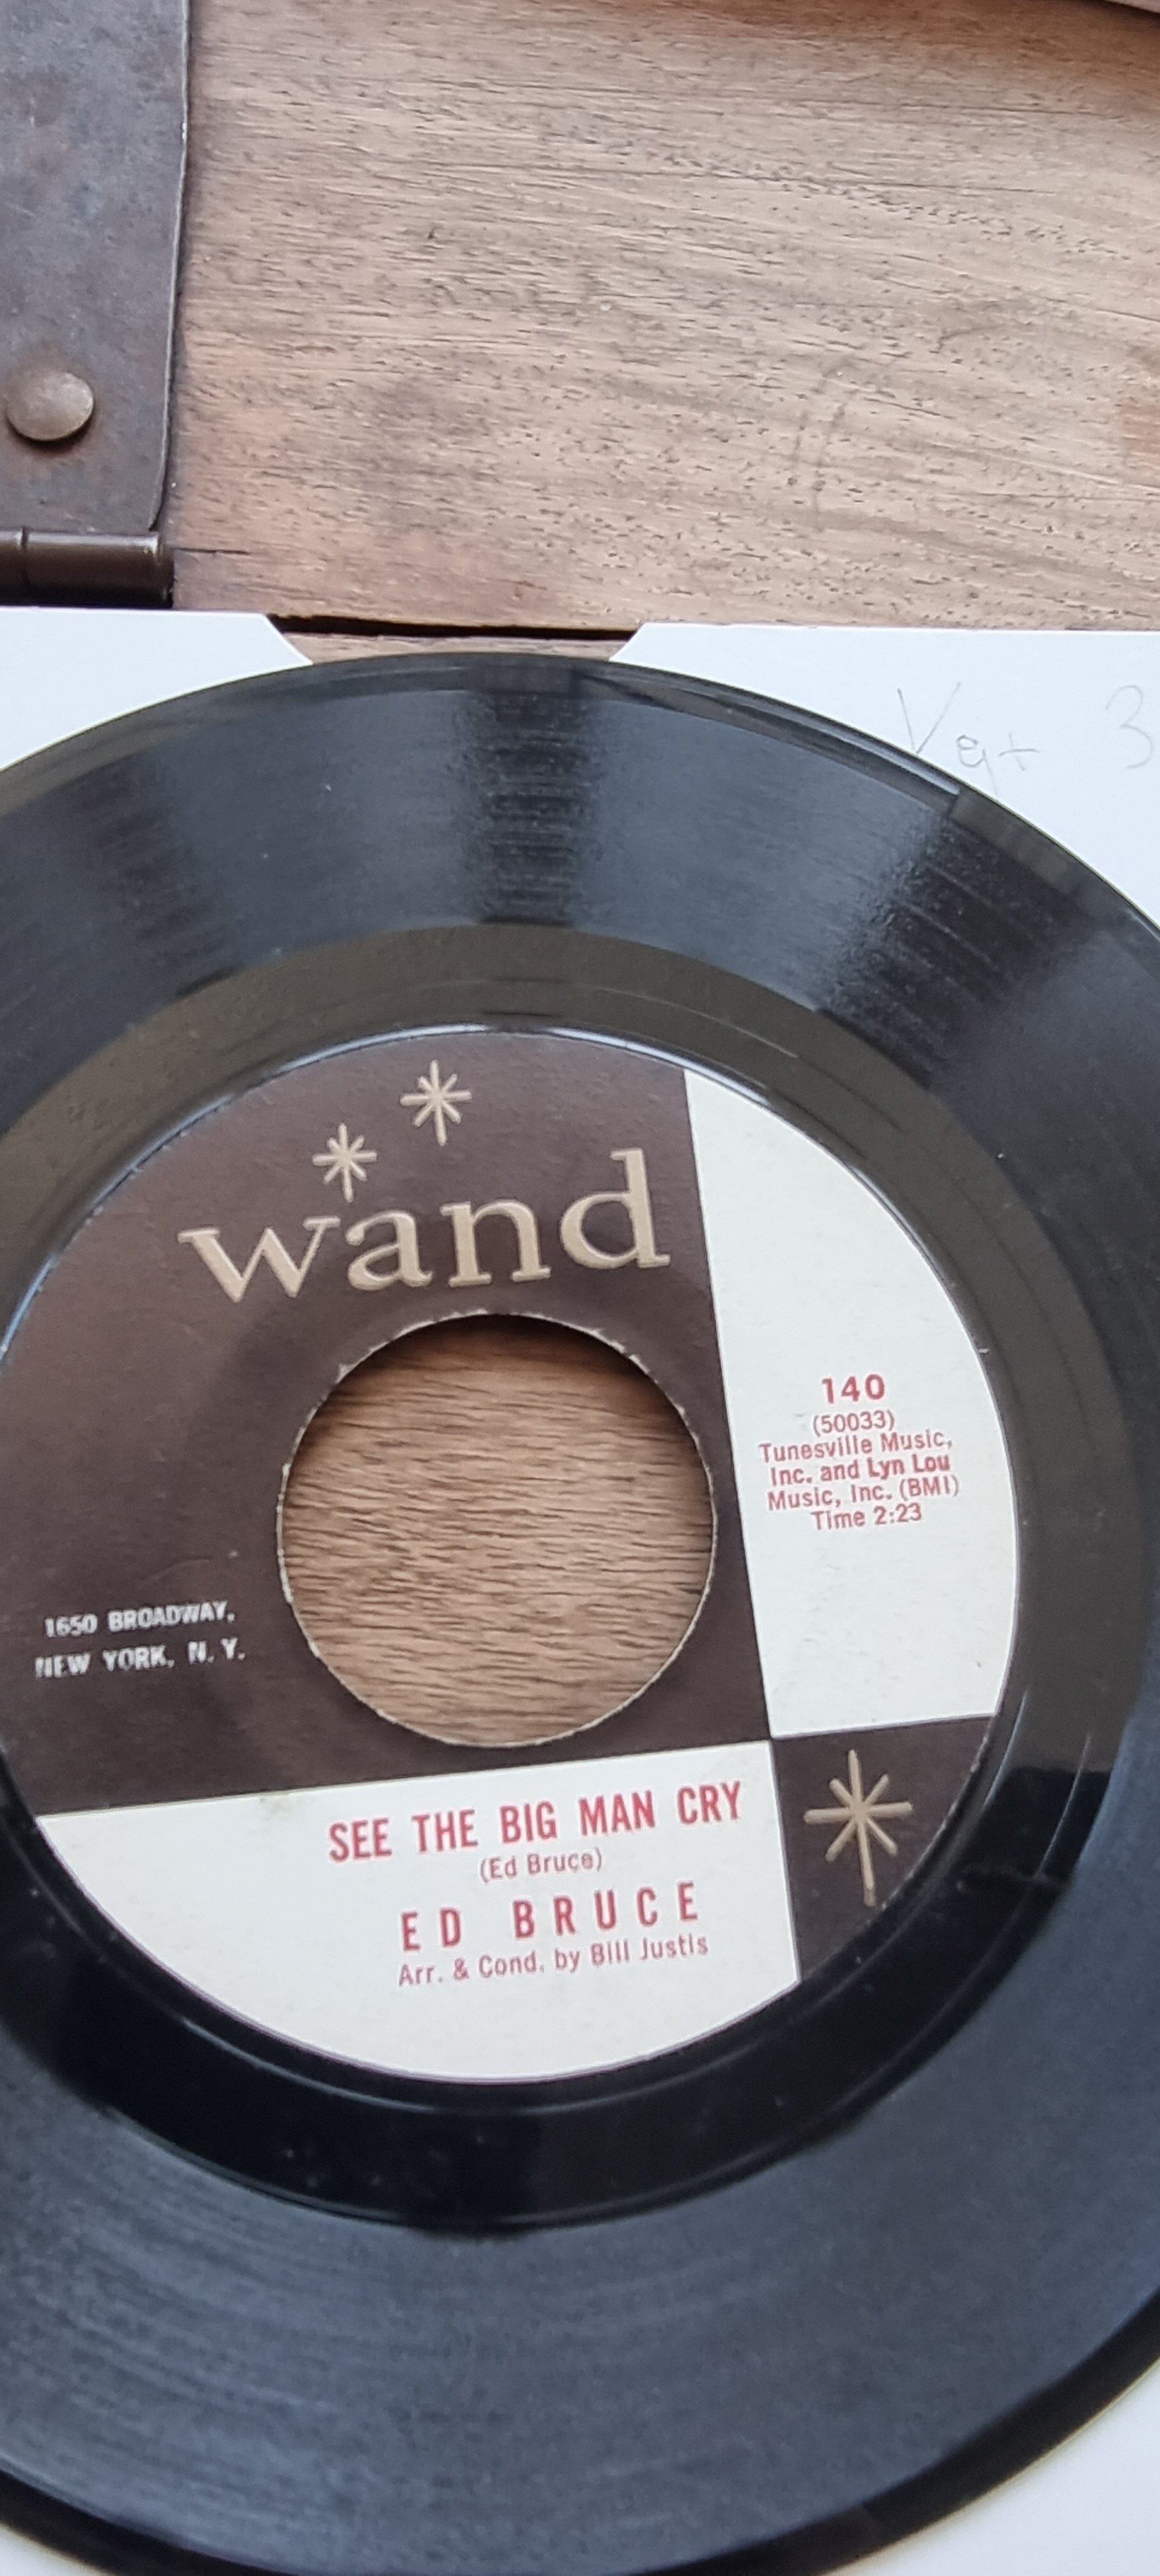 wand
140
(50033)
Tunesville Music,
Inc. and Lyn Lou
Music, Inc. (BMI)
Time 2:23
1650 BROADWAY,
NEW YORK, N. Y.
SEE THE BIG MAN CRY
(Ed Bruce)
ED BRUCE
Arr. & Cond. by Bill Justis